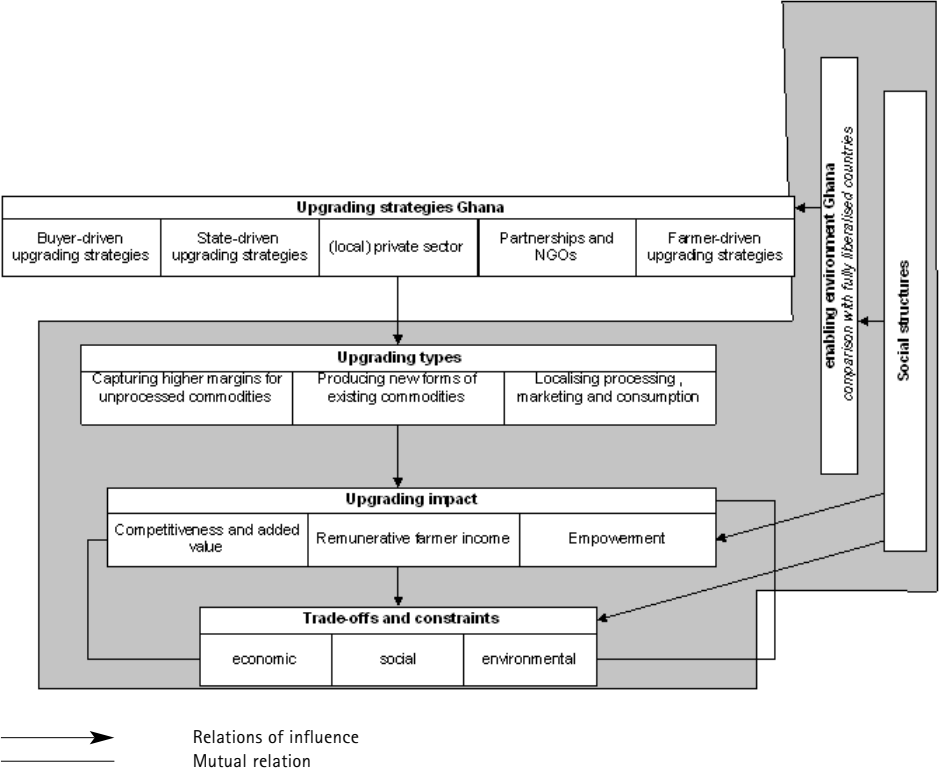 Upgrading strategies Ghana
Buyer-driven
upgrading strategies
State-driven
upgrading strategies
(local) private sector
Partnerships and
NGOs
Farmer-driven
upgrading strategies
enabling environment Ghana
comparison with fully liberalised countries
Social structures
Upgrading types
Capturing higher margins for
unprocessed commodities
Producing new forms of
existing commodities
Localising processing ,
marketing and consumption
Upgrading impact
Competitiveness and added
value
Remunerative farmer income
Empowerment
Trade-offs and constraints
economic
social
environmental
Relations of influence
Mutual relation